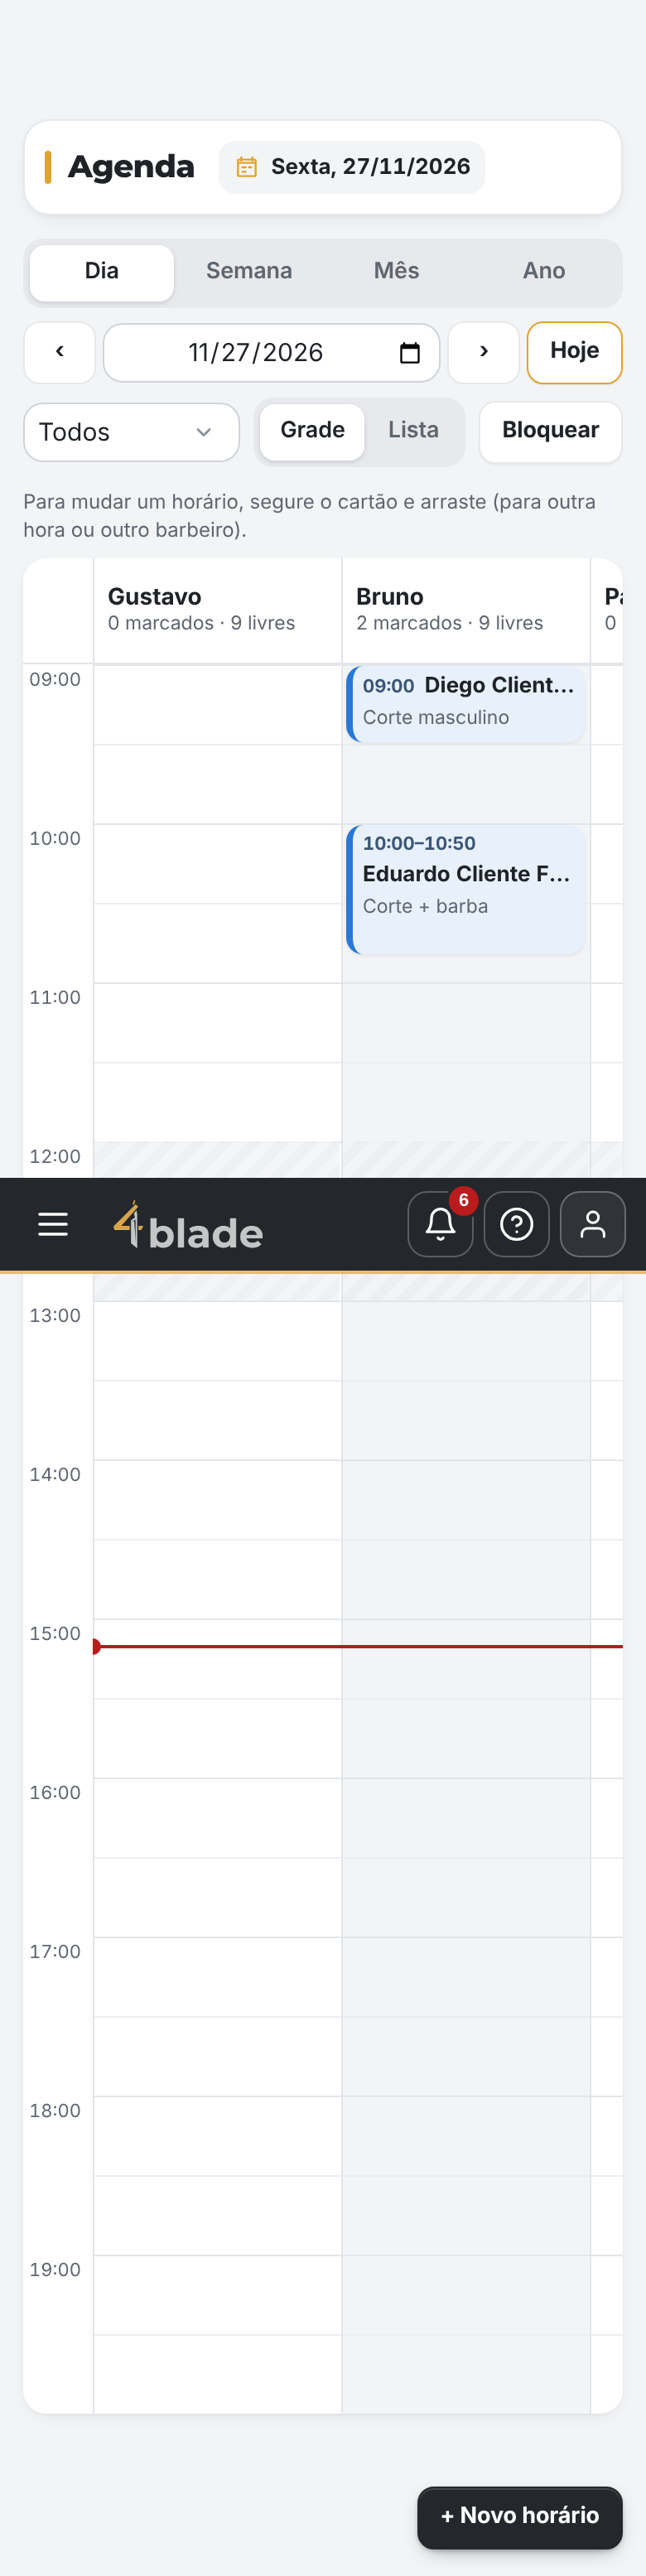 Agenda
Sexta, 27/11/2026
Dia
Semana
Mês
Ano
‹
11/27/2026
›
Hoje
Todos
Grade
Lista
Bloquear
Para mudar um horário, segure o cartão e arraste (para outra
hora ou outro barbeiro).
Gustavo
0 marcados · 9 livres
Bruno
2 marcados · 9 livres
0
09:00
09:00 Diego Client...
Corte masculino
10:00
10:00–10:50
Eduardo Cliente F...
Corte + barba
11:00
12:00
4blade
6
13:00
14:00
15:00
16:00
17:00
18:00
19:00
+ Novo horário